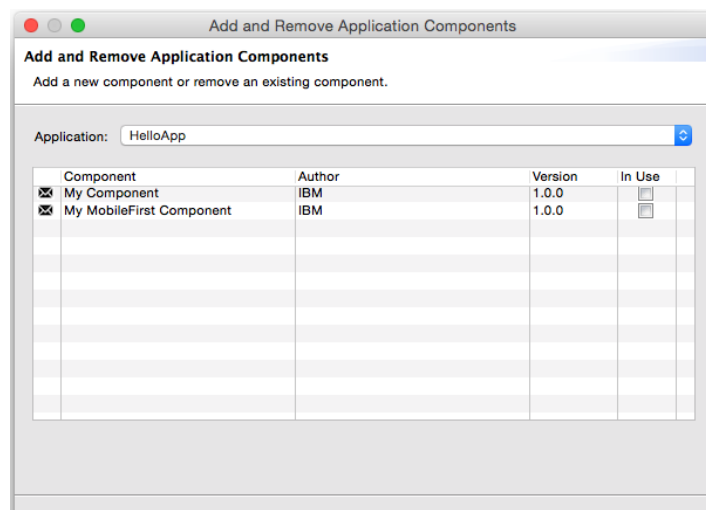 Add and Remove Application Components
Add and Remove Application Components
Add a new component or remove an existing component.
Application: HelloApp
Component Author Version In Use
My Component IBM 1.0.0
My MobileFirst Component IBM 1.0.0